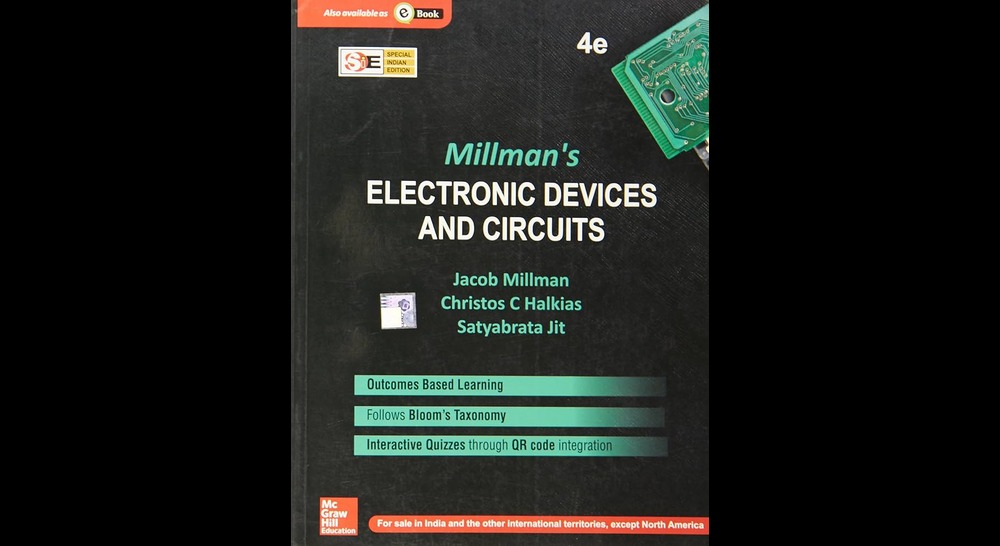 Also available as e Book
4e
SiE SPECIAL
INDIAN
EDITION
Millman's
ELECTRONIC DEVICES
AND CIRCUITS
Jacob Millman
Christos C Halkias
Satyabrata Jit
Outcomes Based Learning
Follows Bloom's Taxonomy
Interactive Quizzes through QR code integration
Mc
Graw
Hill
Education
For sale in India and the other International territories, except North America